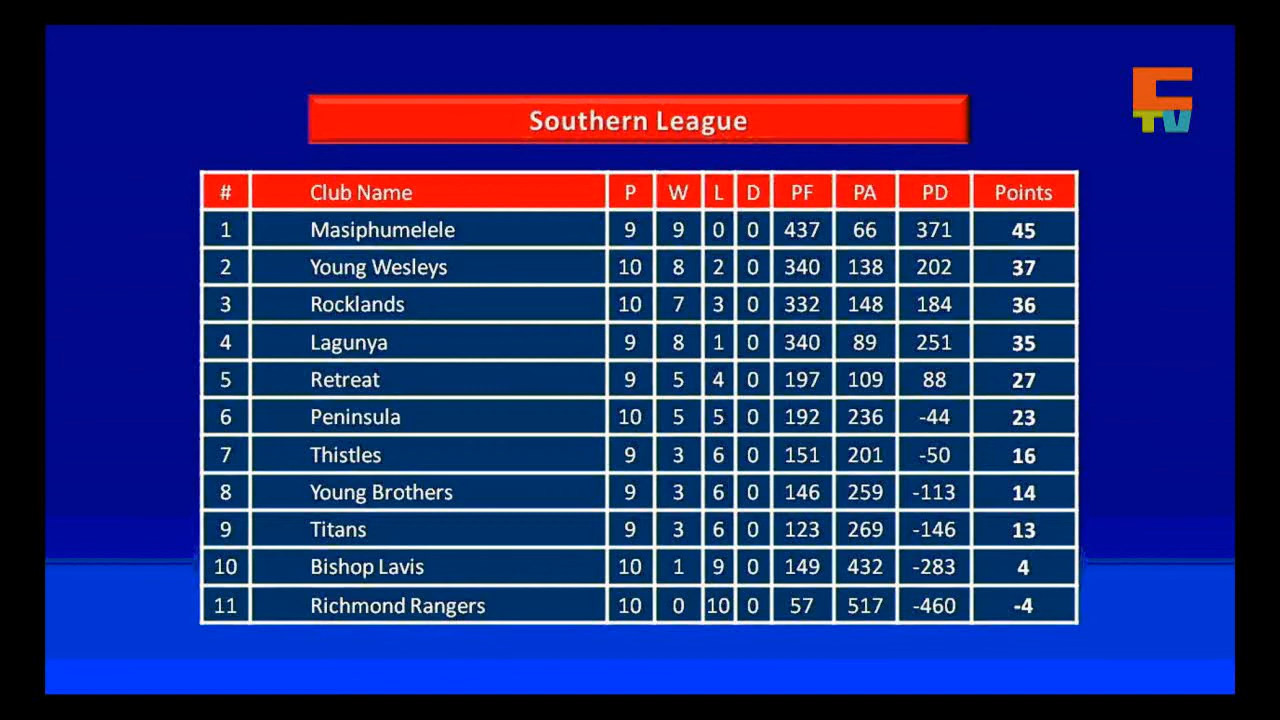 CTV
Southern League
# Club Name P W L D PF PA PD Points
1 Masiphumelele 9 9 0 0 437 66 371 45
2 Young Wesleys 10 8 2 0 340 138 202 37
3 Rocklands 10 7 3 0 332 148 184 36
4 Lagunya 9 8 1 0 340 89 251 35
5 Retreat 9 5 4 0 197 109 88 27
6 Peninsula 10 5 5 0 192 236 -44 23
7 Thistles 9 3 6 0 151 201 -50 16
8 Young Brothers 9 3 6 0 146 259 -113 14
9 Titans 9 3 6 0 123 269 -146 13
10 Bishop Lavis 10 1 9 0 149 432 -283 4
11 Richmond Rangers 10 0 10 0 57 517 -460 -4